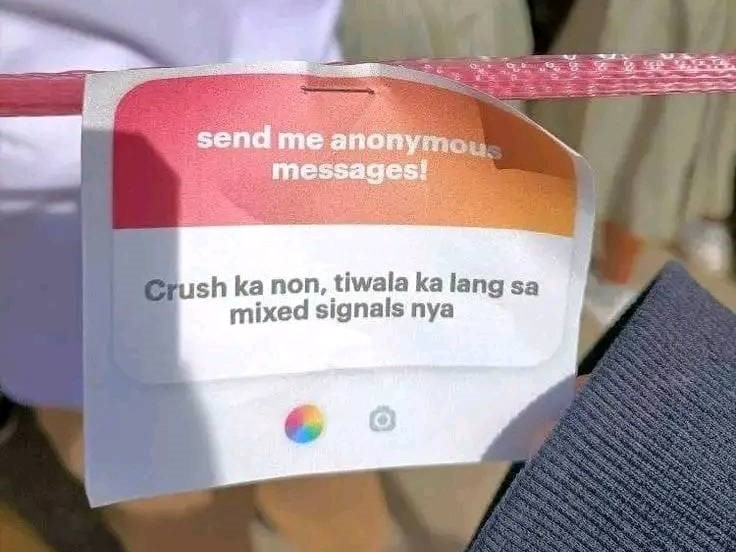 send me anonymous
messages!
Crush ka non, tiwala ka lang sa
mixed signals nya